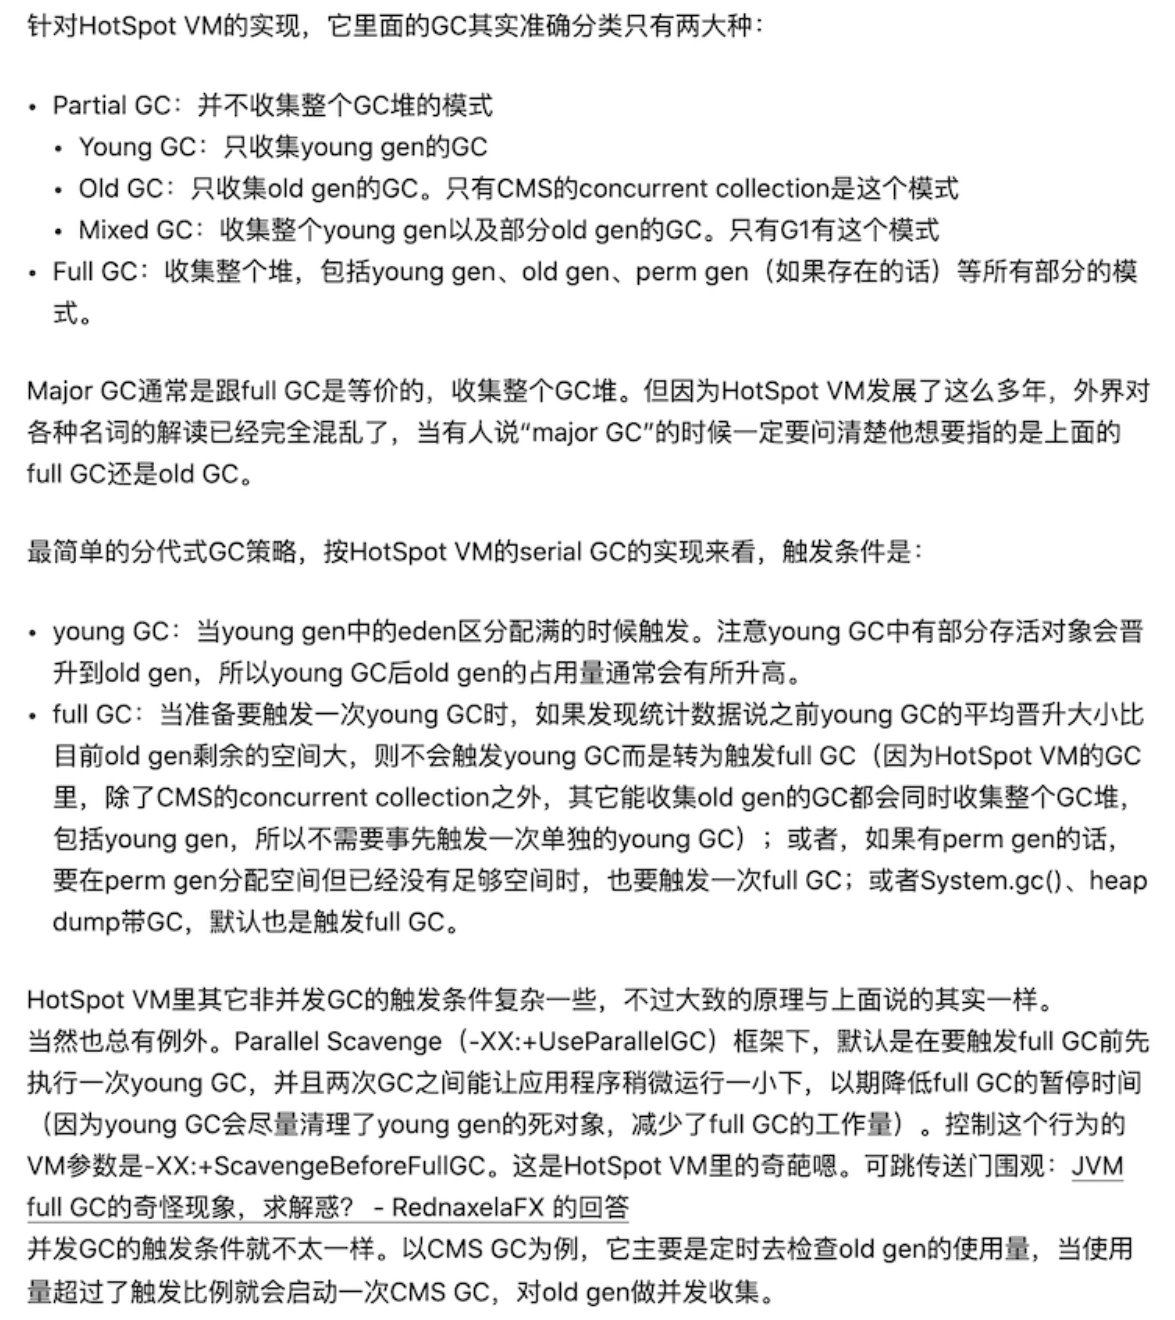 针对HotSpot VM的实现，它里面的GC其实准确分类只有两大种：
• Partial GC：并不收集整个GC堆的模式
• Young GC：只收集young gen的GC
• Old GC：只收集old gen的GC。只有CMS的concurrent collection是这个模式
• Mixed GC：收集整个young gen以及部分old gen的GC。只有G1有这个模式
• Full GC：收集整个堆，包括young gen、old gen、perm gen（如果存在的话）等所有部分的模
式。
Major GC通常是跟full GC是等价的，收集整个GC堆。但因为HotSpot VM发展了这么多年，外界对
各种名词的解读已经完全混乱了，当有人说“major GC”的时候一定要问清楚他想要指的是上面的
full GC还是old GC。
最简单的分代式GC策略，按HotSpot VM的serial GC的实现来看，触发条件是：
• young GC：当young gen中的eden区分配满的时候触发。注意young GC中有部分存活对象会晋
升到old gen，所以young GC后old gen的占用量通常会有所升高。
• full GC：当准备要触发一次young GC时，如果发现统计数据说之前young GC的平均晋升大小比
目前old gen剩余的空间大，则不会触发young GC而是转为触发full GC（因为HotSpot VM的GC
里，除了CMS的concurrent collection之外，其它能收集old gen的GC都会同时收集整个GC堆，
包括young gen，所以不需要事先触发一次单独的young GC）；或者，如果有perm gen的话，
要在perm gen分配空间但已经没有足够空间时，也要触发一次full GC；或者System.gc()、heap
dump带GC，默认也是触发full GC。
HotSpot VM里其它非并发GC的触发条件复杂一些，不过大致的原理与上面说的其实一样。
当然也总有例外。Parallel Scavenge（-XX:+UseParallelGC）框架下，默认是在要触发full GC前先
执行一次young GC，并且两次GC之间能让应用程序稍微运行一小下，以期降低full GC的暂停时间
（因为young GC会尽量清理了young gen的死对象，减少了full GC的工作量）。控制这个行为的
VM参数是-XX:+ScavengeBeforeFullGC。这是HotSpot VM里的奇葩嗯。可跳传送门围观：JVM
full GC的奇怪现象，求解惑？ - RednaxelaFX 的回答
并发GC的触发条件就不太一样。以CMS GC为例，它主要是定时去检查old gen的使用量，当使用
量超过了触发比例就会启动一次CMS GC，对old gen做并发收集。